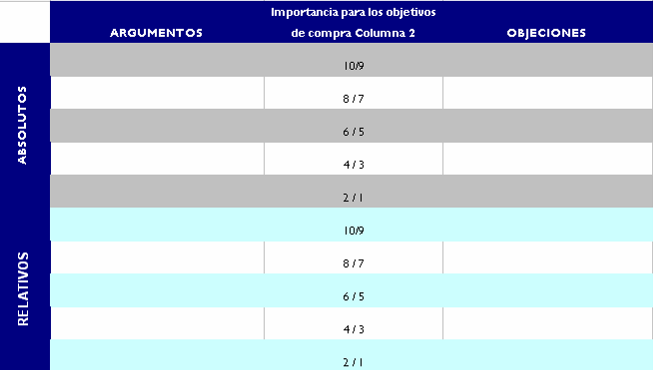 Importancia para los objetivos
ARGUMENTOS de compra Columna 2 OBJECIONES
ABSOLUTOS
10/9
8 / 7
6 / 5
4 / 3
2 / 1
RELATIVOS
10/9
8 / 7
6 / 5
4 / 3
2 / 1